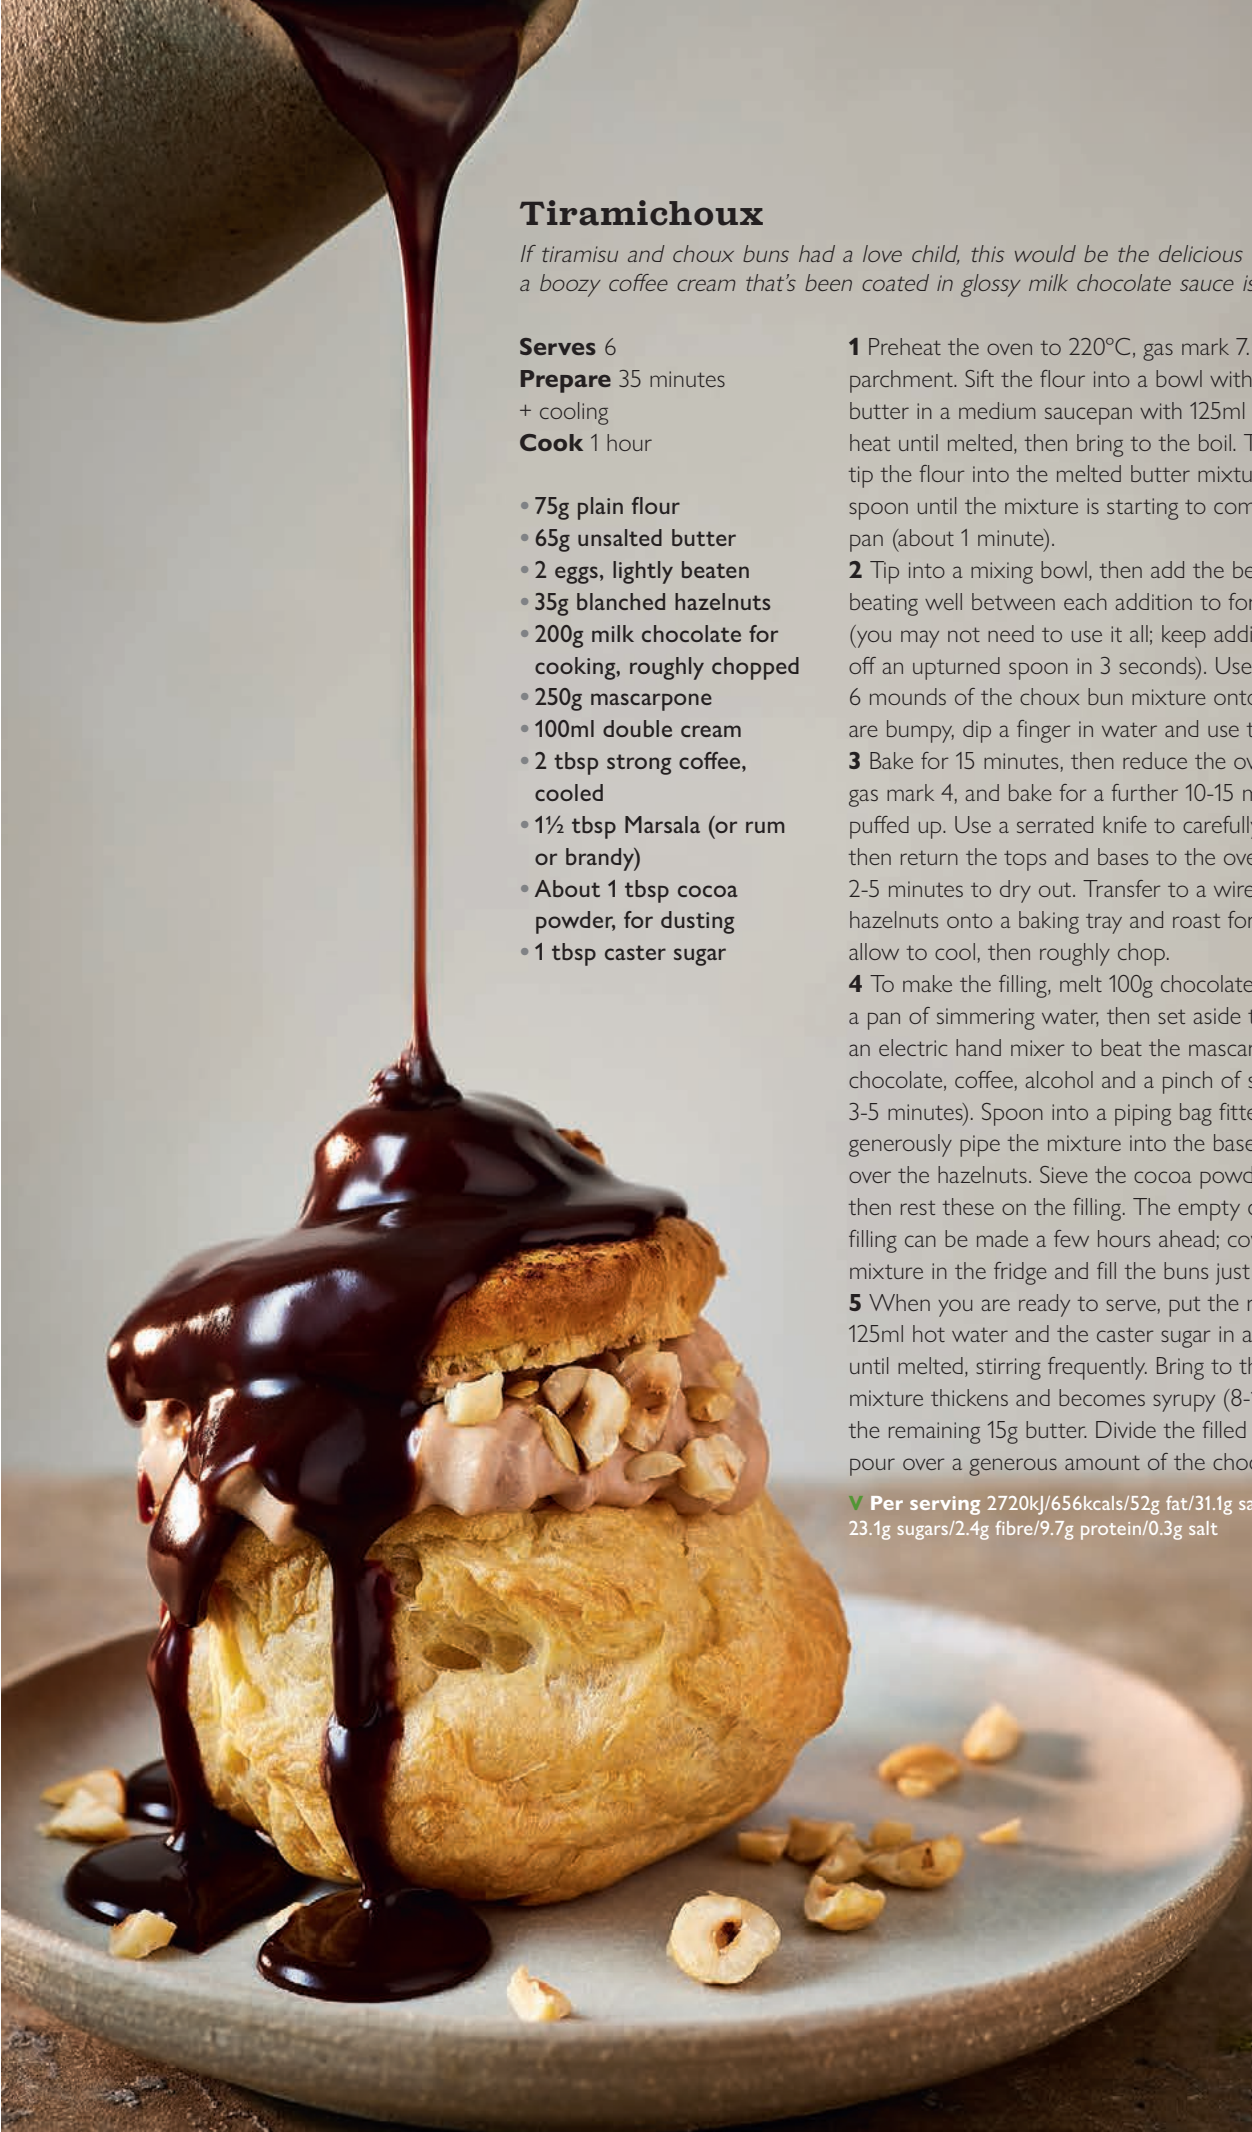 Tiramichoux
If tiramisu and choux buns had a love child, this would be the delicious
a boozy coffee cream that's been coated in glossy milk chocolate sauce
Serves 6
Prepare 35 minutes
+ cooling
Cook 1 hour
• 75g plain flour
• 65g unsalted butter
• 2 eggs, lightly beaten
• 35g blanched hazelnuts
• 200g milk chocolate for
cooking, roughly chopped
• 250g mascarpone
• 100ml double cream
• 2 tbsp strong coffee,
cooled
• 1½ tbsp Marsala (or rum
or brandy)
• About 1 tbsp cocoa
powder, for dusting
• 1 tbsp caster sugar
1 Preheat the oven to 220ºC, gas mark 7.
parchment. Sift the flour into a bowl with
butter in a medium saucepan with 125ml
heat until melted, then bring to the boil.
tip the flour into the melted butter
spoon until the mixture is starting to
pan (about 1 minute).
2 Tip into a mixing bowl, then add the
beating well between each addition to
(you may not need to use it all; keep
off an upturned spoon in 3 seconds). Use
6 mounds of the choux bun mixture
are bumpy, dip a finger in water and use
3 Bake for 15 minutes, then reduce the
gas mark 4, and bake for a further 10-15
puffed up. Use a serrated knife to
then return the tops and bases to the
2-5 minutes to dry out. Transfer to a wire
hazelnuts onto a baking tray and roast for
allow to cool, then roughly chop.
4 To make the filling, melt 100g chocolate
a pan of simmering water, then set aside
an electric hand mixer to beat the
chocolate, coffee, alcohol and a pinch of
3-5 minutes). Spoon into a piping bag
generously pipe the mixture into the
over the hazelnuts. Sieve the cocoa
then rest these on the filling. The empty
filling can be made a few hours ahead;
mixture in the fridge and fill the buns just
5 When you are ready to serve, put the
125ml hot water and the caster sugar in a
until melted, stirring frequently. Bring to
mixture thickens and becomes syrupy
the remaining 15g butter. Divide the filled
pour over a generous amount of the
V Per serving 2720kJ/656kcals/52g fat/31.1g
23.1g sugars/2.4g fibre/9.7g protein/0.3g salt